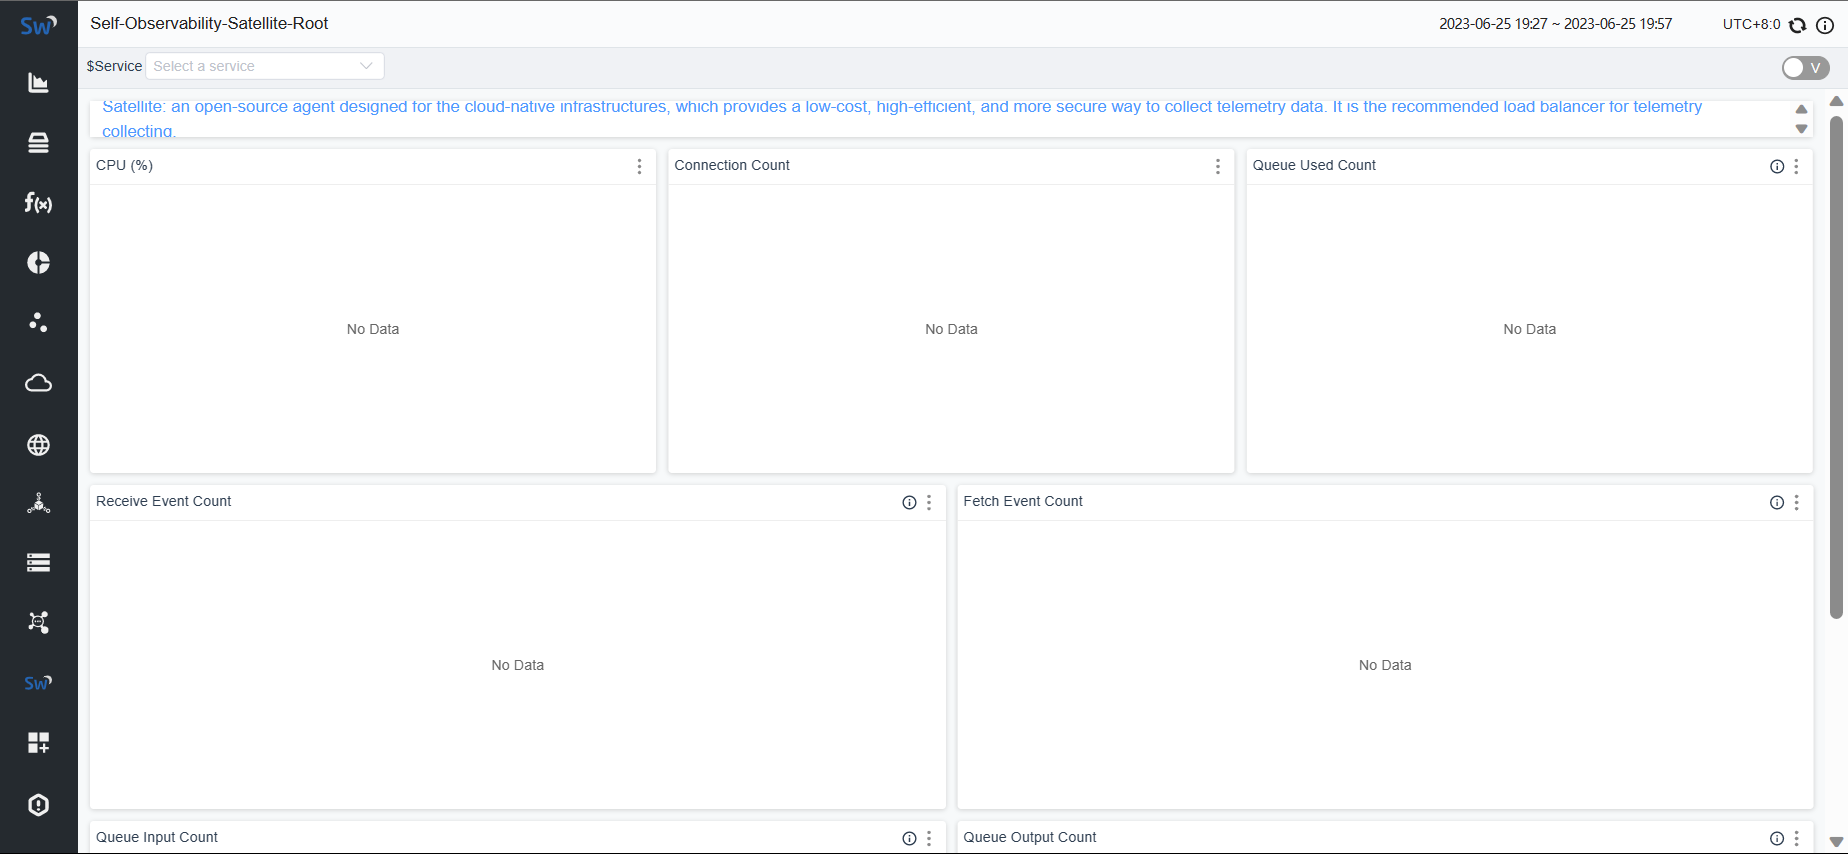 Sw
Self-Observability-Satellite-Root
2023-06-25 19:27 ~ 2023-06-25 19:57
UTC+8:0
$Service
Select a service
V
Satellite: an open-source agent designed for the cloud-native infrastructures, which provides a low-cost, high-efficient, and more secure way to collect telemetry data. It is the recommended load balancer for telemetry
collecting.
CPU (%)
Connection Count
Queue Used Count
No Data
No Data
No Data
Receive Event Count
Fetch Event Count
No Data
No Data
Queue Input Count
Queue Output Count
f(x)
Sw